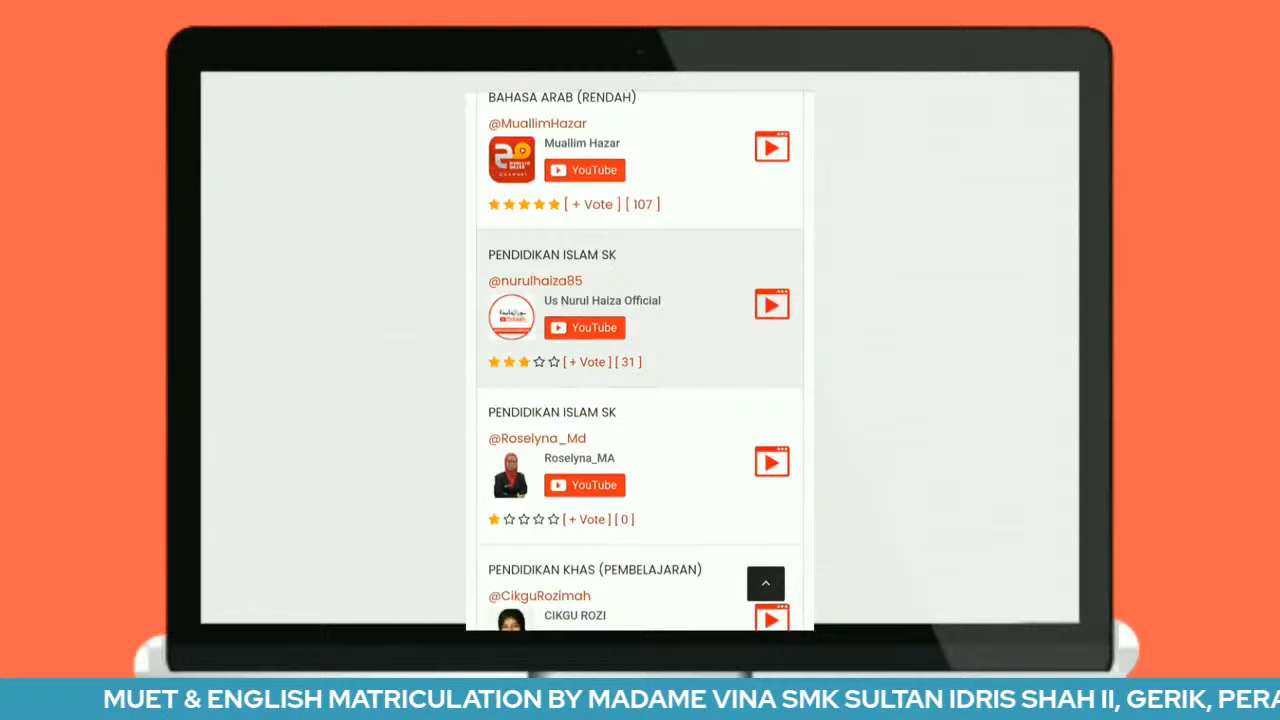 BAHASA ARAB (RENDAH)
@MuallimHazar
Muallim Hazar
YouTube
[ + Vote ] [ 107 ]
PENDIDIKAN ISLAM SK
@nurulhaiza85
Us Nurul Haiza Official
YouTube
[ + Vote ] [ 31 ]
PENDIDIKAN ISLAM SK
@Roselyna_Md
Roselyna_MA
YouTube
[ + Vote ] [ 0 ]
PENDIDIKAN KHAS (PEMBELAJARAN)
@CikguRozimah
CIKGU ROZI
MUET & ENGLISH MATRICULATION BY MADAME VINA SMK SULTAN IDRIS SHAH II, GERIK, PERA